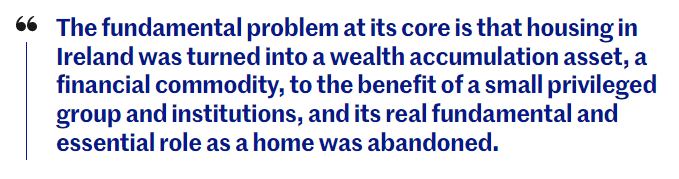 “ The fundamental problem at its core is that housing in
Ireland was turned into a wealth accumulation asset, a
financial commodity, to the benefit of a small privileged
group and institutions, and its real fundamental and
essential role as a home was abandoned.